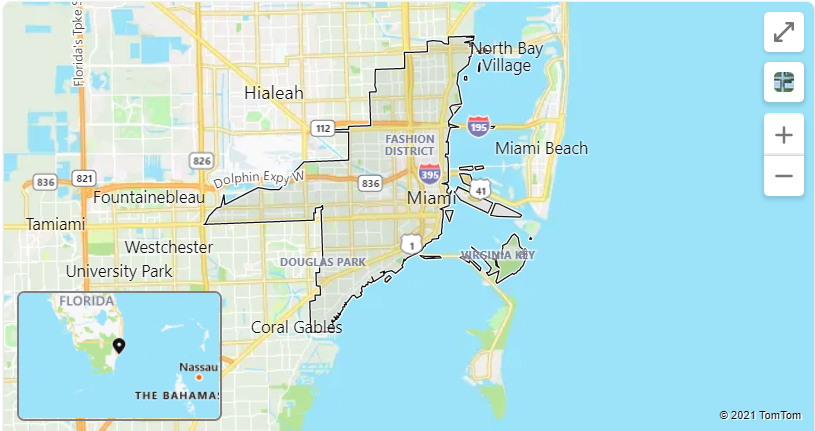 Florida's Tpke S
North Bay
Village
Hialeah
112
195
FASHION
DISTRICT
Miami Beach
826
Dolphin Expy W
395
836
821
836
41
Fountainebleau
Miami
Tamiami
Westchester
1
DOUGLAS PARK
VIRGINIA KEY
University Park
FLORIDA
Coral Gables
Nassau
THE BAHAMAS
© 2021 TomTom